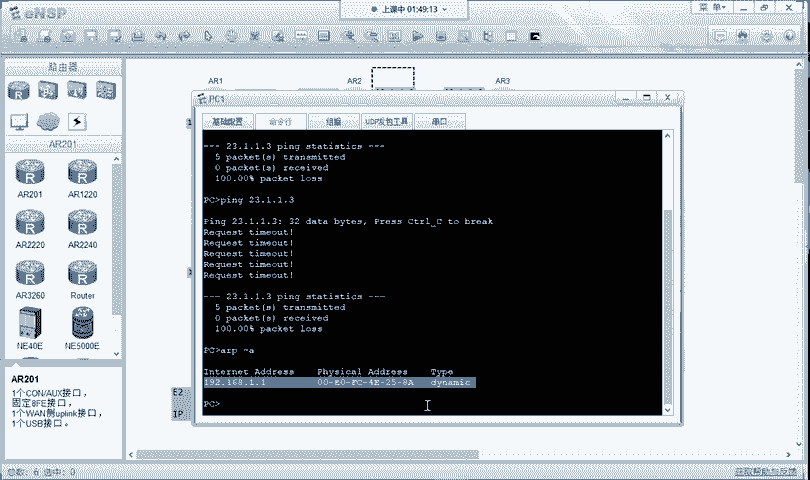 eNSP
上课中 01:49:13
菜 单
路由器
AR201
AR201
AR1220
AR2220
AR2240
AR3260
Router
NE40E
NE5000E
AR201
1个CON/AUX接口，
固定8FE接口，
1个WAN侧uplink接口，
1个USB接口。
AR1
AR2
AR3
PC1
基础配置
命令行
组播
UDP发包工具
串口
--- 23.1.1.3 ping statistics ---
5 packet(s) transmitted
0 packet(s) received
100.00% packet loss
PC>ping 23.1.1.3
Ping 23.1.1.3: 32 data bytes, Press Ctrl_C to break
Request timeout!
Request timeout!
Request timeout!
Request timeout!
Request timeout!
--- 23.1.1.3 ping statistics ---
5 packet(s) transmitted
0 packet(s) received
100.00% packet loss
PC>arp -a
Internet Address Physical Address Type
192.168.1.1 00-E0-FC-4E-25-8A dynamic
PC>
E2
IP
总数: 6 选中: 0
获取帮助与反馈